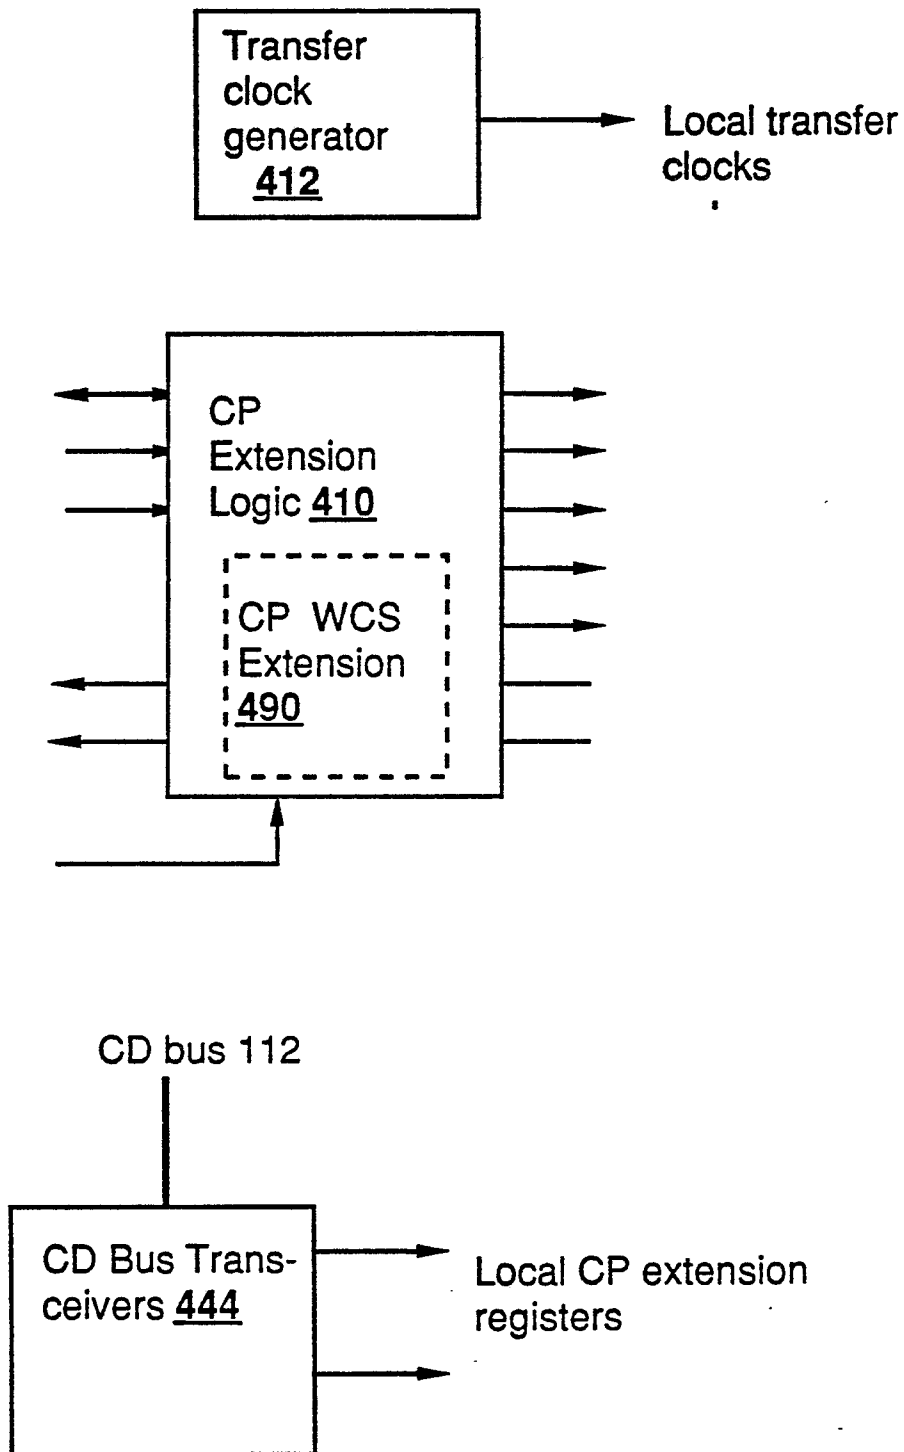 Transfer
clock
generator
412
Local transfer
clocks
CP
Extension
Logic 410
CP WCS
Extension
490
CD bus 112
CD Bus Trans-
ceivers 444
Local CP extension
registers